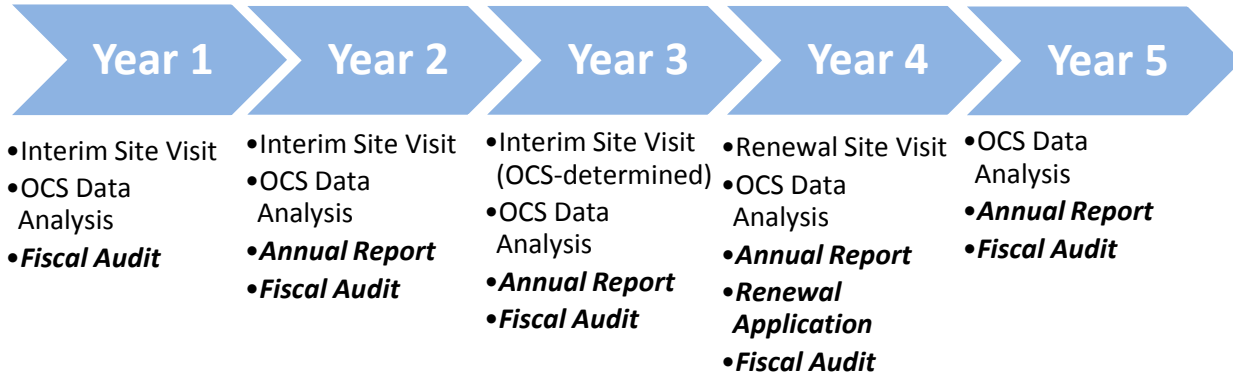 Year 1
Year 2
Year 3
Year 4
Year 5
•Interim Site Visit
•OCS Data
Analysis
•Fiscal Audit
•Interim Site Visit
•OCS Data
Analysis
•Annual Report
•Fiscal Audit
•Interim Site Visit
(OCS-determined)
•OCS Data
Analysis
•Annual Report
•Fiscal Audit
•Renewal Site Visit
•OCS Data
Analysis
•Annual Report
•Renewal
Application
•Fiscal Audit
•OCS Data
Analysis
•Annual Report
•Fiscal Audit